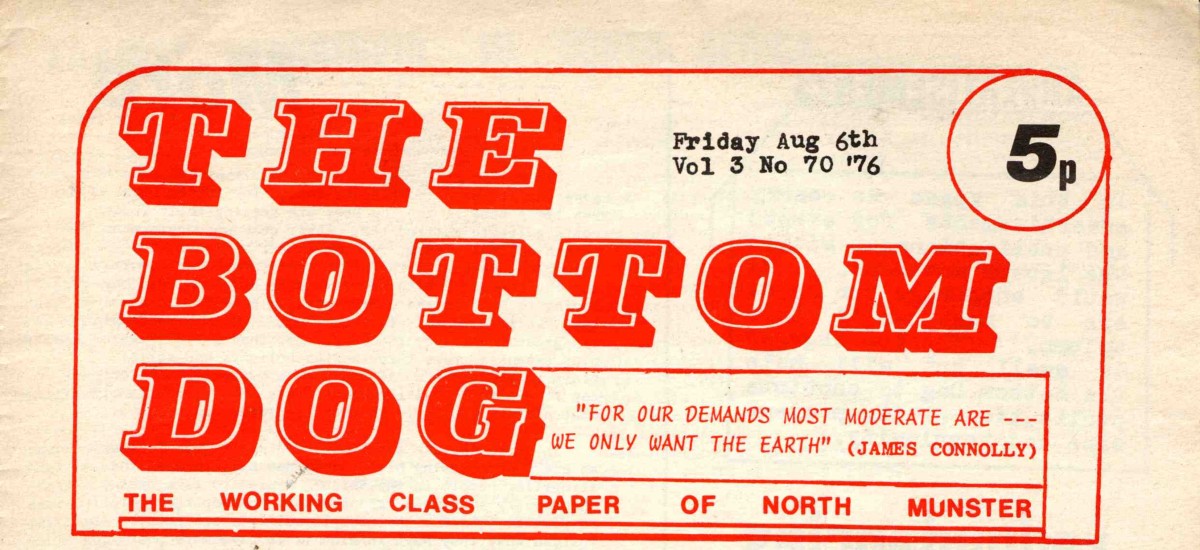 THE
BOTTOM
DOG
Friday Aug 6th
Vol 3 No 70 '76
5p
"FOR OUR DEMANDS MOST MODERATE ARE ---
WE ONLY WANT THE EARTH" (JAMES CONNOLLY)
THE WORKING CLASS PAPER OF NORTH MUNSTER